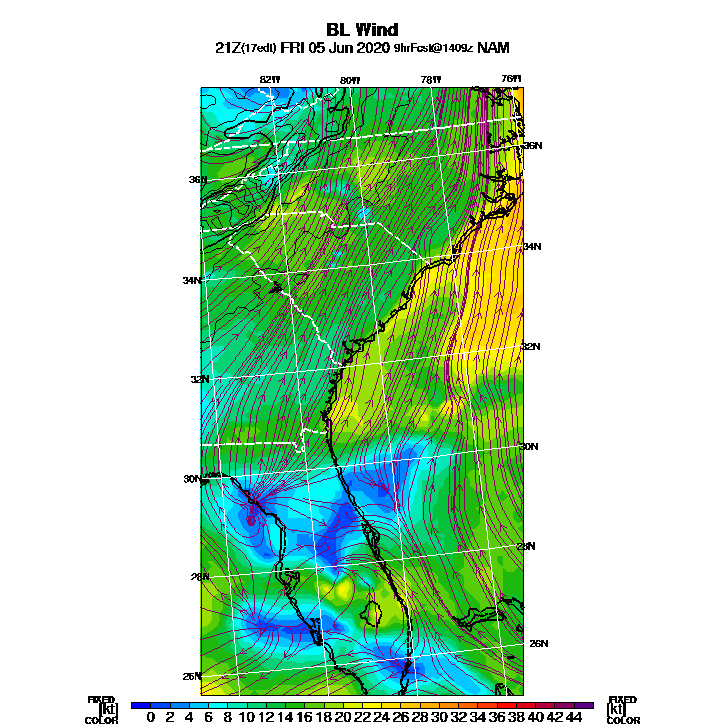 BL Wind
21Z(17edt) FRI 05 Jun 2020 9hrFcst@1409z NAM
82W 80W 78W 76W
36N
36N
34N
34N
32N
32N
30N
30N
28N
28N
26N
26N
FIXED FIXED
[kt] 0 2 4 6 8 10 12 14 16 18 20 22 24 26 28 30 32 34 36 38 40 42 44 [kt]
COLOR COLOR